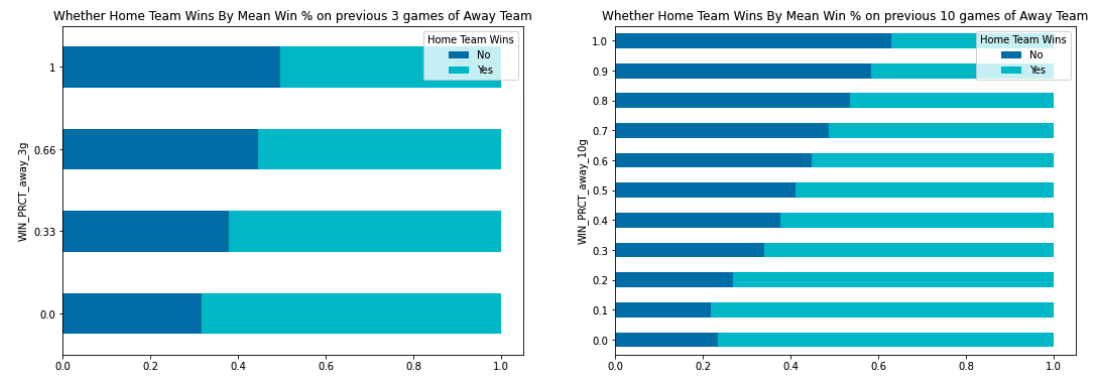 Whether Home Team Wins By Mean Win % on previous 3 games of Away Team
Home Team Wins
No
Yes
WIN_PRCT_away_3g
1
0.66
0.33
0.0
0.0 0.2 0.4 0.6 0.8 1.0
Whether Home Team Wins By Mean Win % on previous 10 games of Away Team
Home Team Wins
No
Yes
WIN_PRCT_away_10g
1.0
0.9
0.8
0.7
0.6
0.5
0.4
0.3
0.2
0.1
0.0
0.0 0.2 0.4 0.6 0.8 1.0